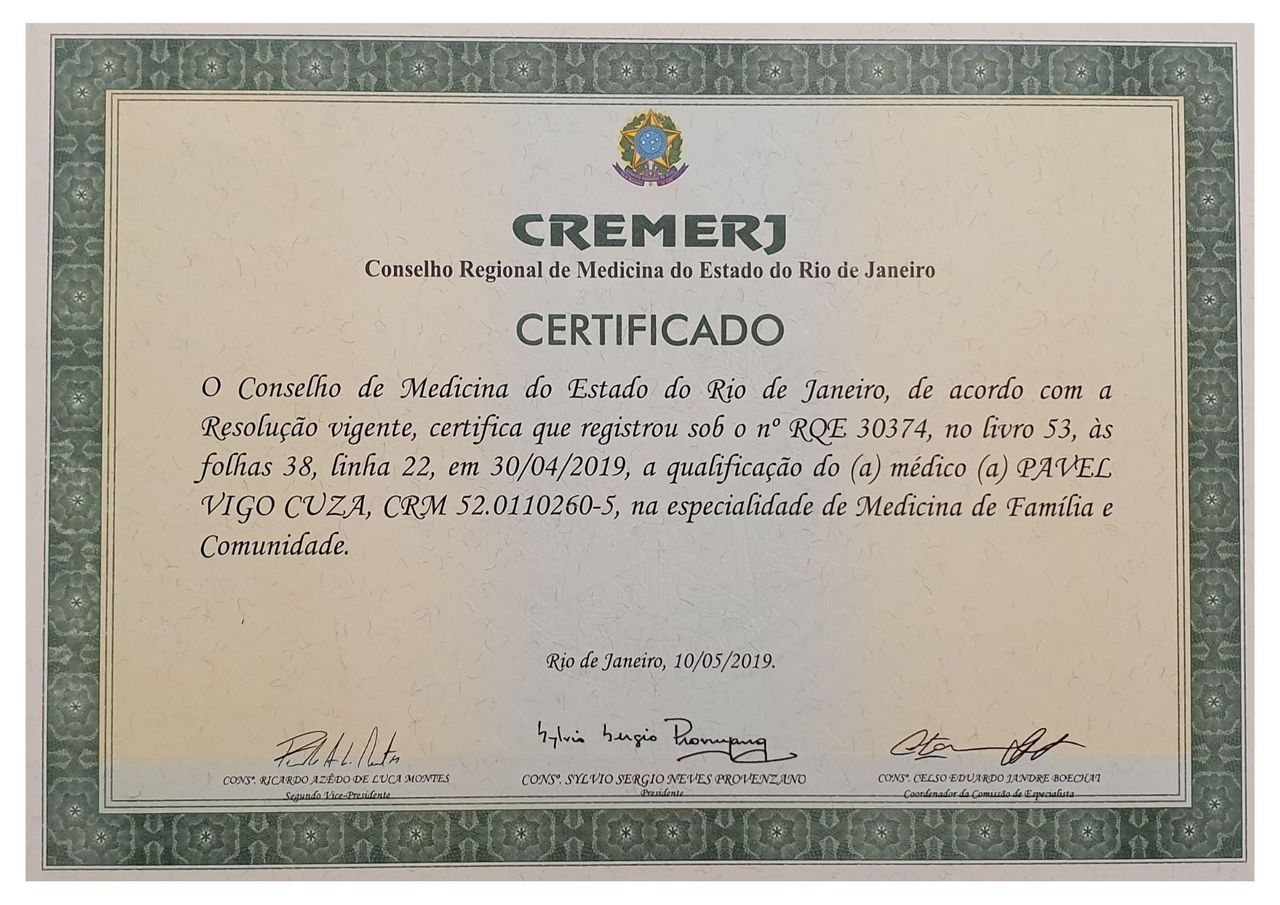 CREMERJ
Conselho Regional de Medicina do Estado do Rio de Janeiro
CERTIFICADO
O Conselho de Medicina do Estado do Rio de Janeiro, de acordo com a
Resolução vigente, certifica que registrou sob o nº RQE 30374, no livro 53, às
folhas 38, linha 22, em 30/04/2019, a qualificação do (a) médico (a) PAVEL
VIGO CUZA, CRM 52.0110260-5, na especialidade de Medicina de Família e
Comunidade.
Rio de Janeiro, 10/05/2019.
Sylvio Sergio Provenzano
CONSº. RICARDO AZÊDO DE LUCA MONTES
Segundo Vice-Presidente
CONSº. SYLVIO SERGIO NEVES PROVENZANO
Presidente
CONSº. CELSO EDUARDO JANDRE BOECHAT
Coordenador da Comissão de Especialista